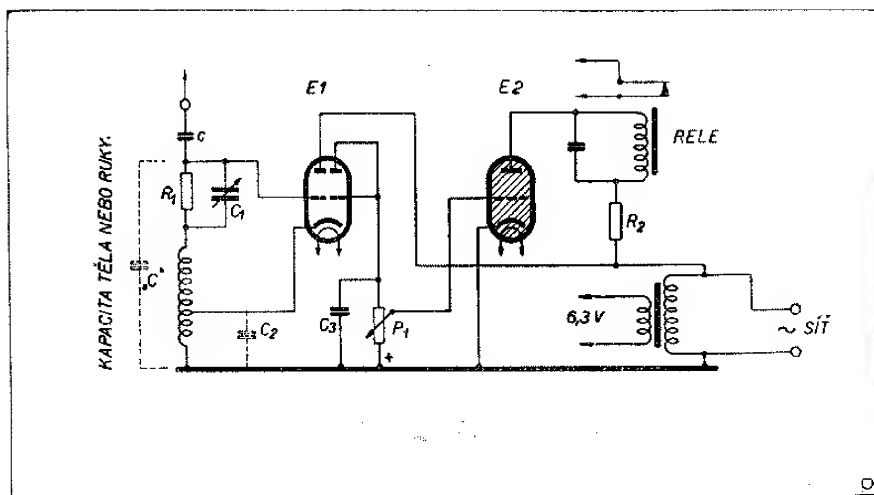 E1
E2
KAPACITA TĚLA NEBO RUKY.
C
R1
C1
„C"
C2
C3
P1
+
RELE
R2
6,3 V
~ SÍŤ